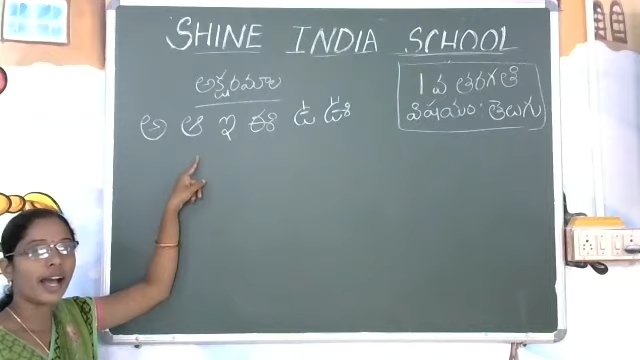 SHINE INDIA SCHOOL
అక్షరమాల
1 వ తరగతి
విషయం: తెలుగు
అ ఆ ఇ ఈ ఉ ఊ